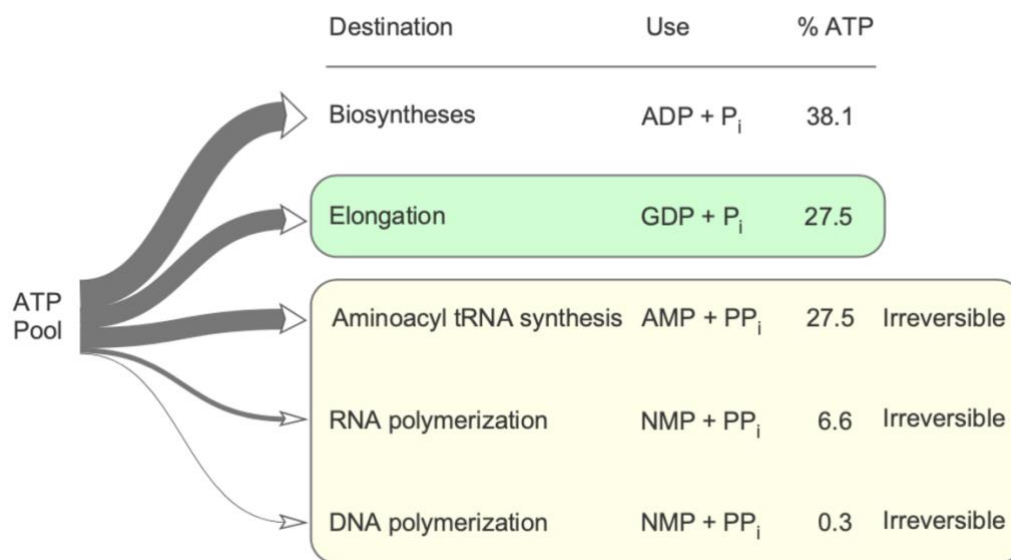 Destination Use % ATP
Biosyntheses ADP + Pi 38.1
Elongation GDP + Pi 27.5
ATP
Pool
Aminoacyl tRNA synthesis AMP + PPi 27.5 Irreversible
RNA polymerization NMP + PPi 6.6 Irreversible
DNA polymerization NMP + PPi 0.3 Irreversible